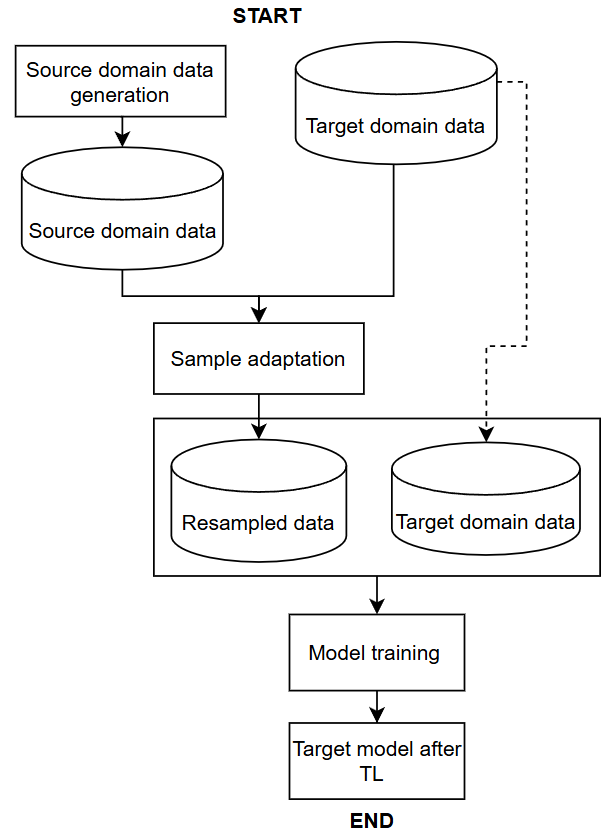 START
Source domain data
generation
Target domain data
Source domain data
Sample adaptation
Resampled data
Target domain data
Model training
Target model after
TL
END